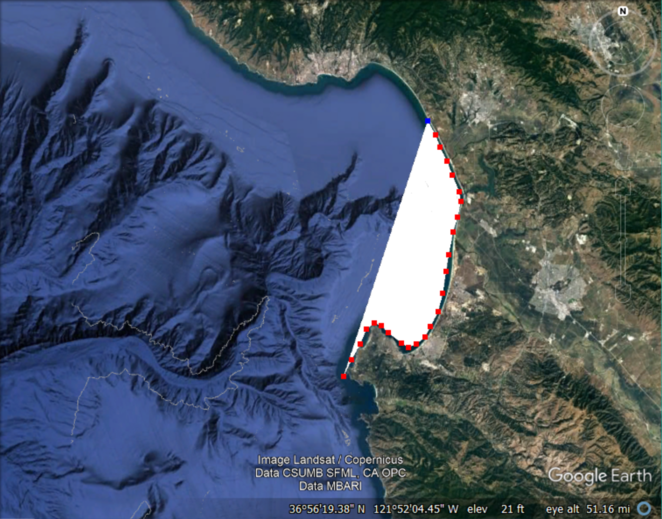 N
Image Landsat / Copernicus
Data CSUMB SFML, CA OPC
Data MBARI
Google Earth
36°56'19.38" N 121°52'04.45" W elev 21 ft eye alt 51.16 mi